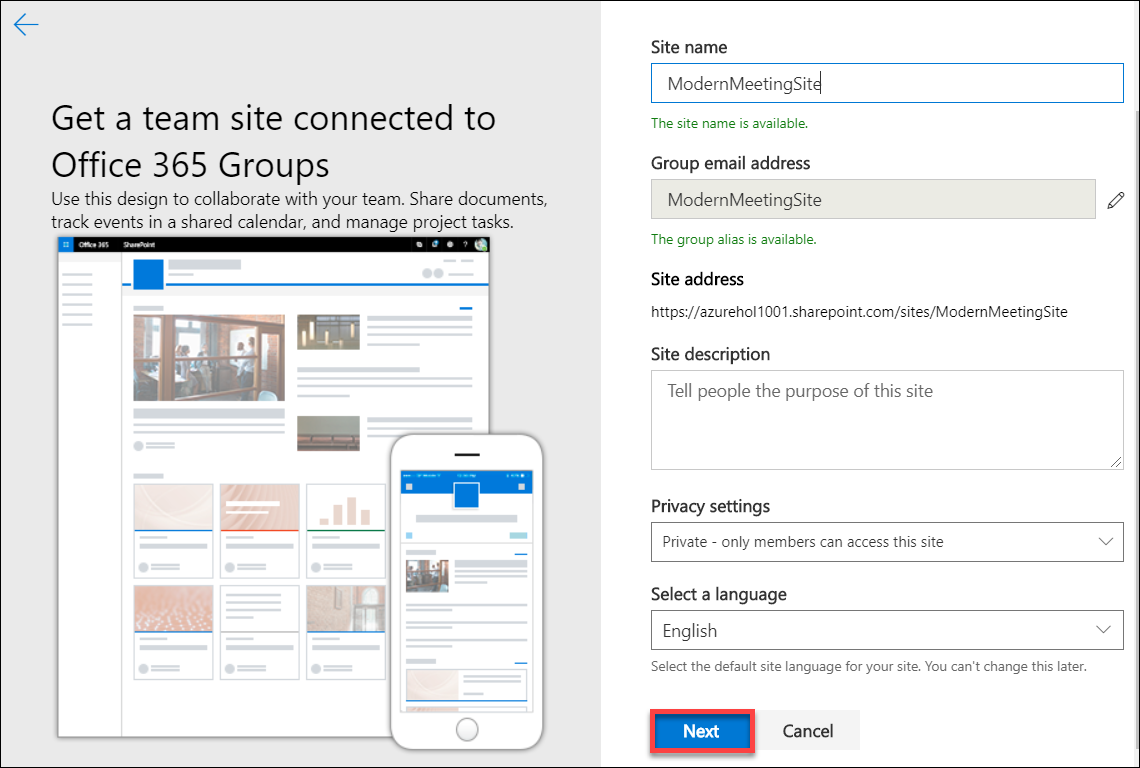 Get a team site connected to
Office 365 Groups
Use this design to collaborate with your team. Share documents,
track events in a shared calendar, and manage project tasks.
Office 365 SharePoint
?
Site name
ModernMeetingSite
The site name is available.
Group email address
ModernMeetingSite
The group alias is available.
Site address
https://azurehol1001.sharepoint.com/sites/ModernMeetingSite
Site description
Tell people the purpose of this site
Privacy settings
Private - only members can access this site
Select a language
English
Select the default site language for your site. You can't change this later.
Next Cancel